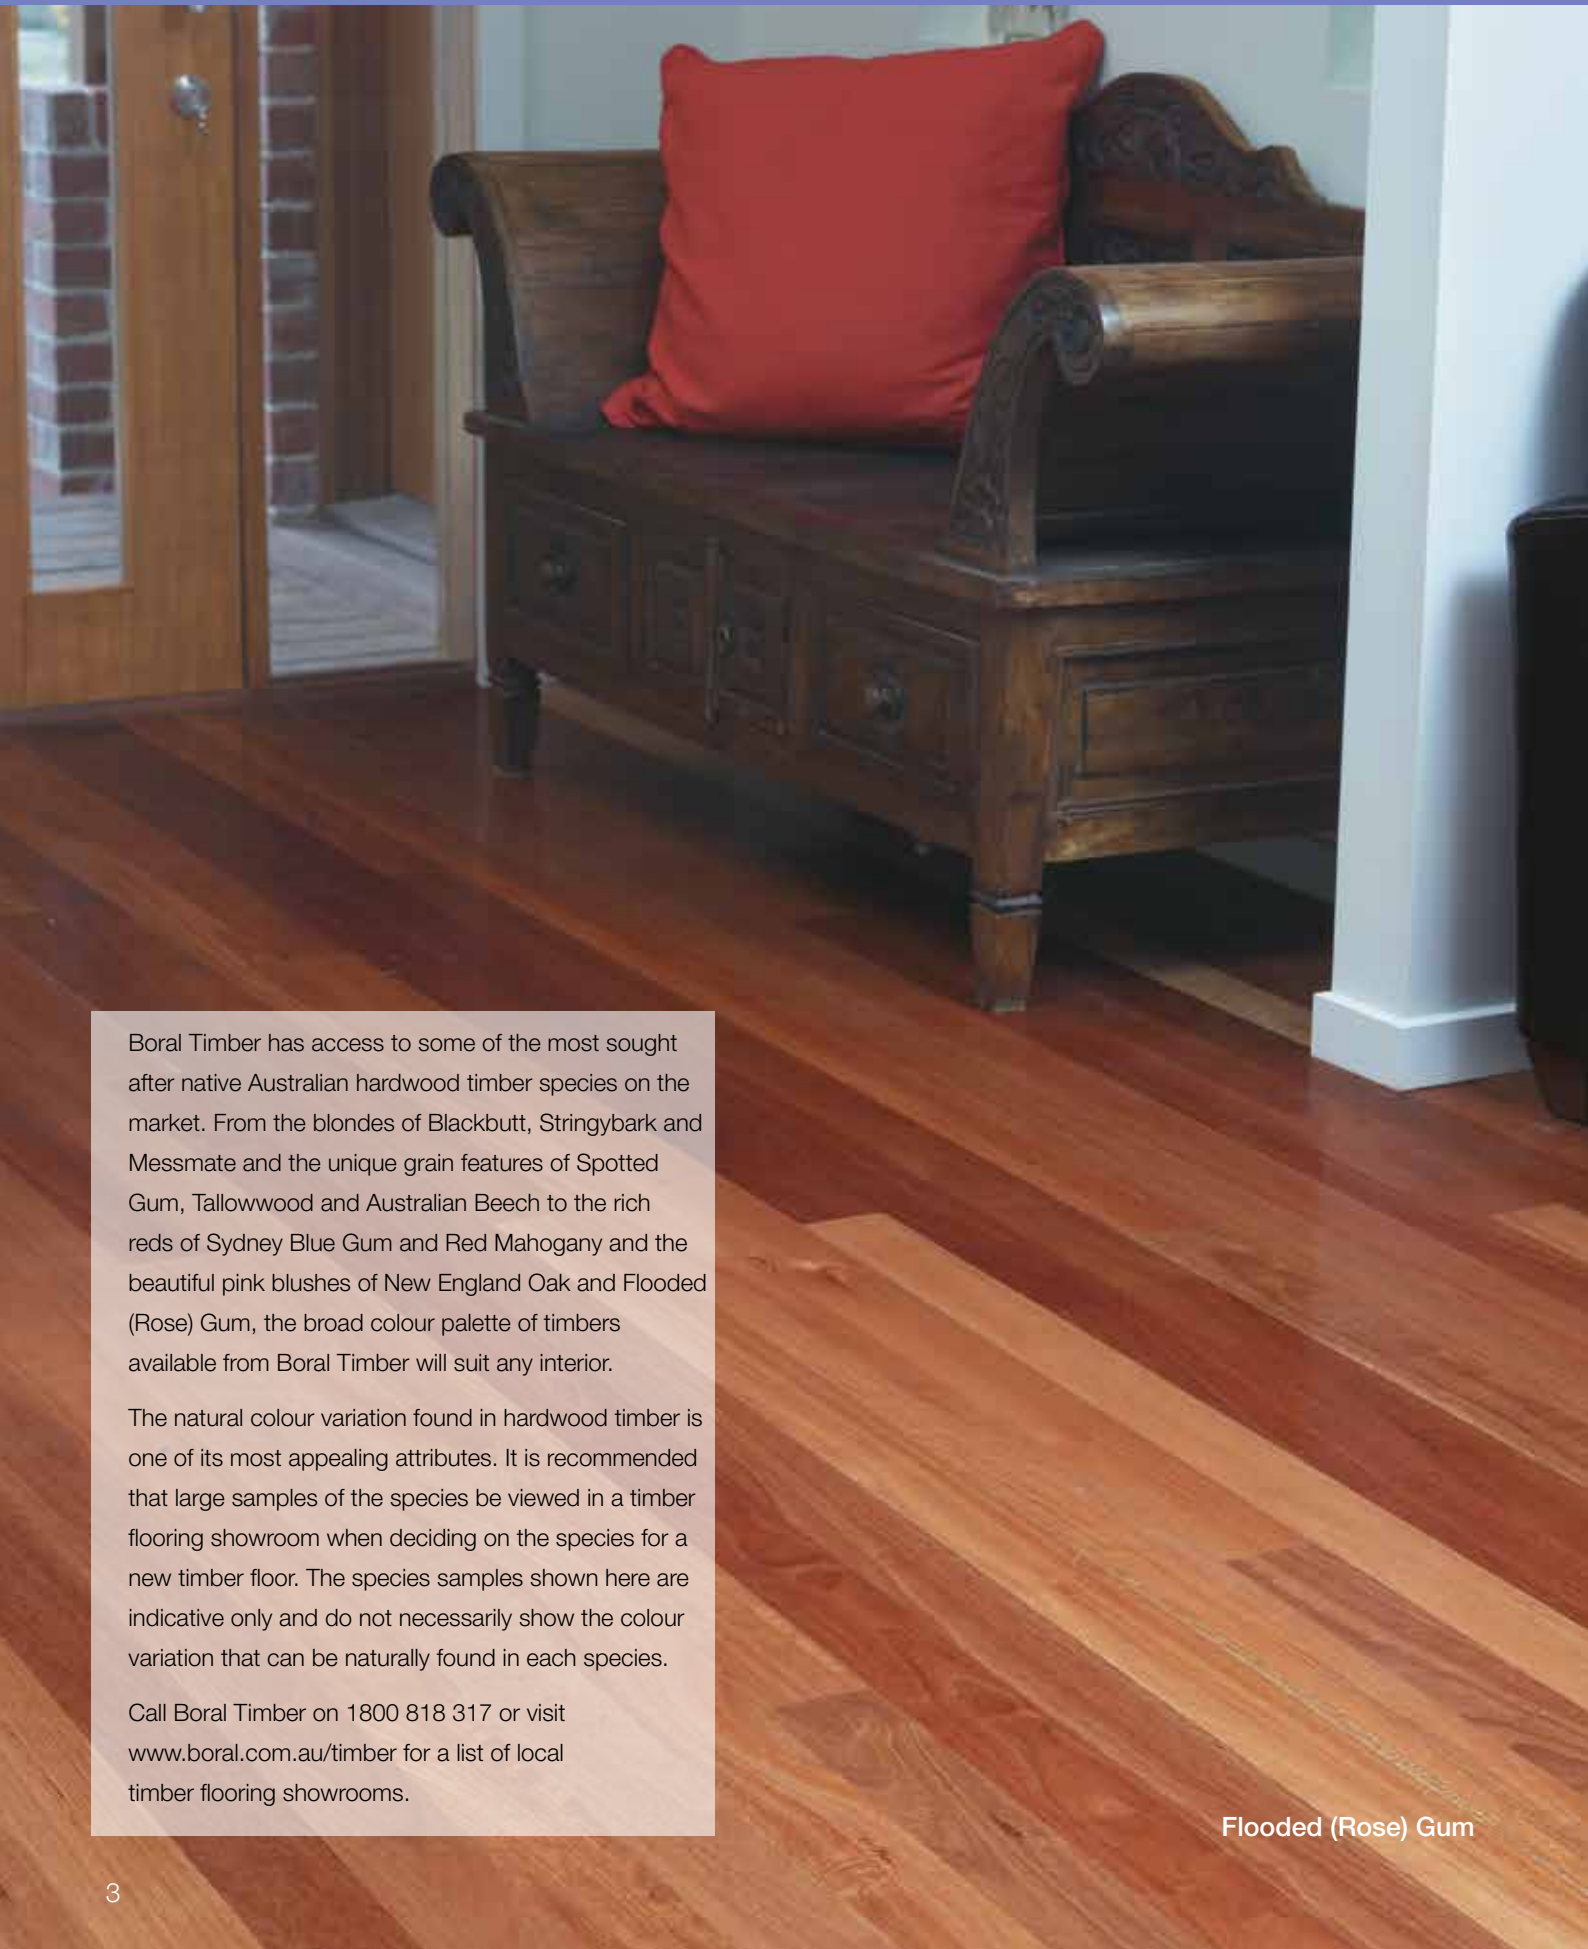 Boral Timber has access to some of the most sought
after native Australian hardwood timber species on the
market. From the blondes of Blackbutt, Stringybark and
Messmate and the unique grain features of Spotted
Gum, Tallowwood and Australian Beech to the rich
reds of Sydney Blue Gum and Red Mahogany and the
beautiful pink blushes of New England Oak and Flooded
(Rose) Gum, the broad colour palette of timbers
available from Boral Timber will suit any interior.
The natural colour variation found in hardwood timber is
one of its most appealing attributes. It is recommended
that large samples of the species be viewed in a timber
flooring showroom when deciding on the species for a
new timber floor. The species samples shown here are
indicative only and do not necessarily show the colour
variation that can be naturally found in each species.
Call Boral Timber on 1800 818 317 or visit
www.boral.com.au/timber for a list of local
timber flooring showrooms.
Flooded (Rose) Gum
3